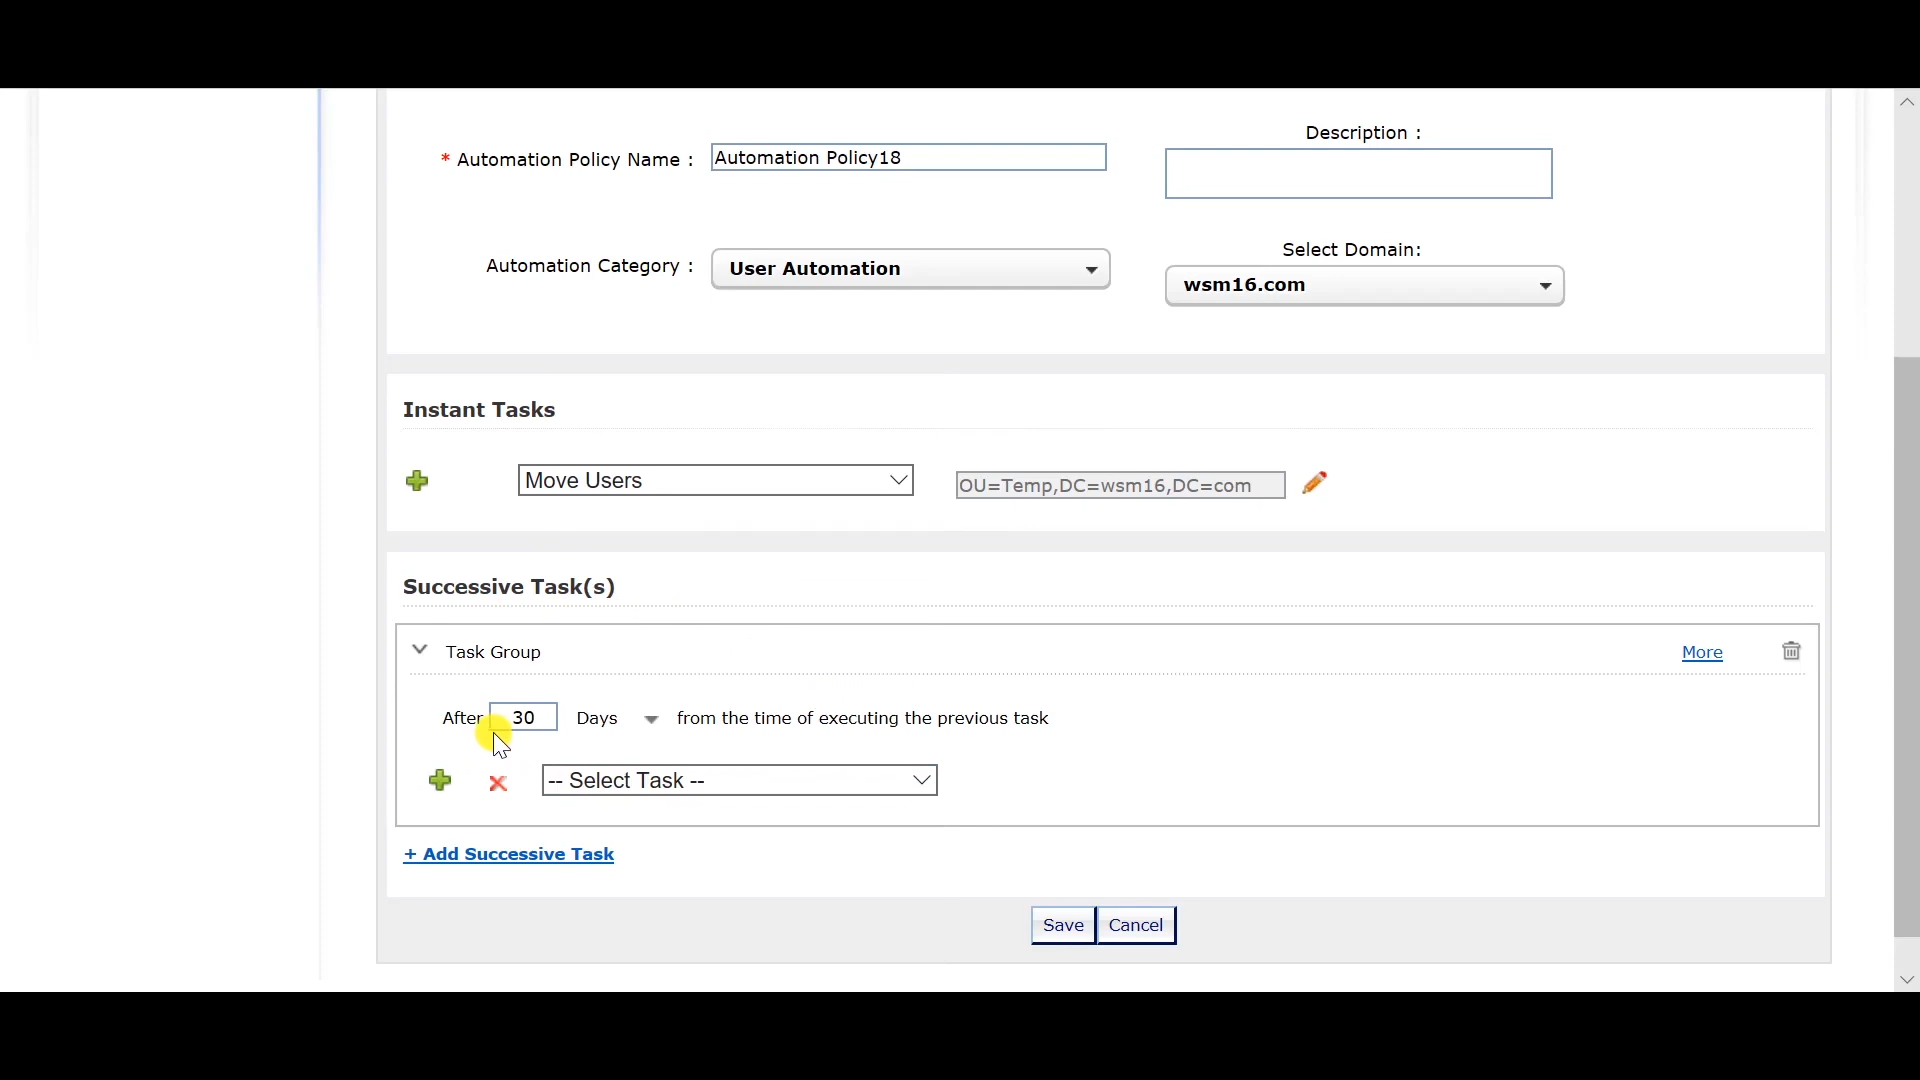 Description :
* Automation Policy Name :
Automation Policy18
Automation Category :
User Automation
Select Domain:
wsm16.com
Instant Tasks
Move Users
OU=Temp,DC=wsm16,DC=com
Successive Task(s)
Task Group
More
After 30 Days from the time of executing the previous task
-- Select Task --
+ Add Successive Task
Save Cancel